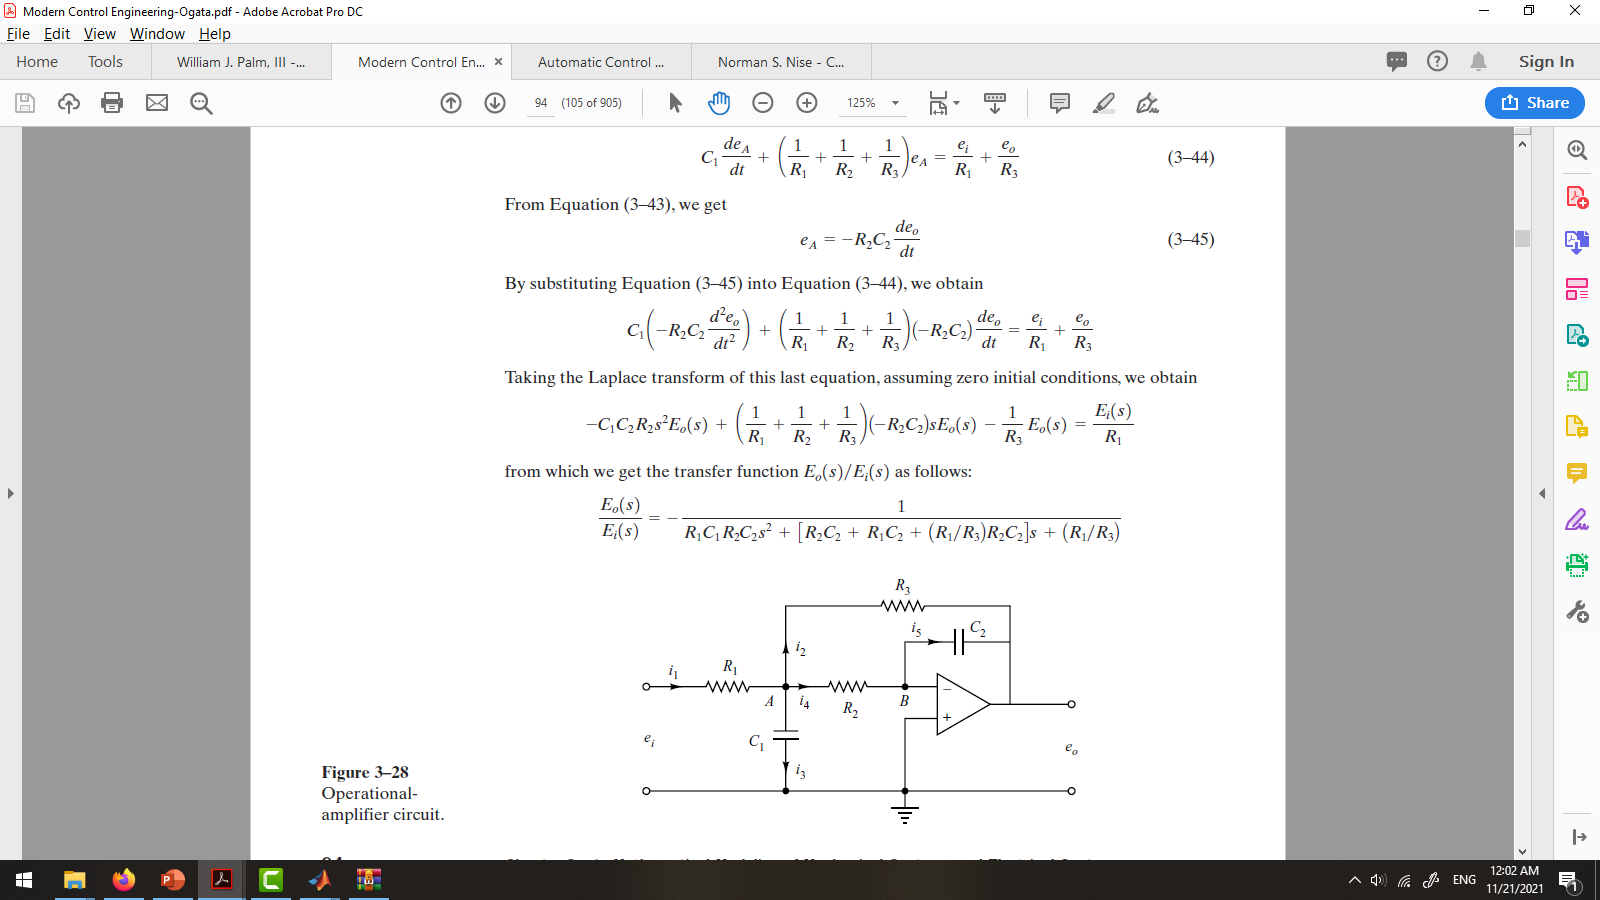 Modern Control Engineering-Ogata.pdf - Adobe Acrobat Pro DC
File Edit View Window Help
Home Tools William J. Palm, III -... Modern Control En... × Automatic Control ... Norman S. Nise - C... Sign In
94 (105 of 905) 125% Share
C₁ de_A/dt + (1/R₁ + 1/R₂ + 1/R₃)e_A = e_i/R₁ + e_o/R₃ (3–44)
From Equation (3–43), we get
e_A = −R₂C₂ de_o/dt (3–45)
By substituting Equation (3–45) into Equation (3–44), we obtain
C₁(−R₂C₂ d²e_o/dt²) + (1/R₁ + 1/R₂ + 1/R₃)(−R₂C₂) de_o/dt = e_i/R₁ + e_o/R₃
Taking the Laplace transform of this last equation, assuming zero initial conditions, we obtain
−C₁C₂R₂s²E_o(s) + (1/R₁ + 1/R₂ + 1/R₃)(−R₂C₂)sE_o(s) − 1/R₃ E_o(s) = E_i(s)/R₁
from which we get the transfer function E_o(s)/E_i(s) as follows:
E_o(s)/E_i(s) = − 1/(R₁C₁R₂C₂s² + [R₂C₂ + R₁C₂ + (R₁/R₃)R₂C₂]s + (R₁/R₃))
R₃
i₅ C₂
i₂
i₁ R₁
A i₄ R₂ B − +
e_i C₁ e_o
i₃
Figure 3–28
Operational-
amplifier circuit.
ENG
12:02 AM
11/21/2021
1